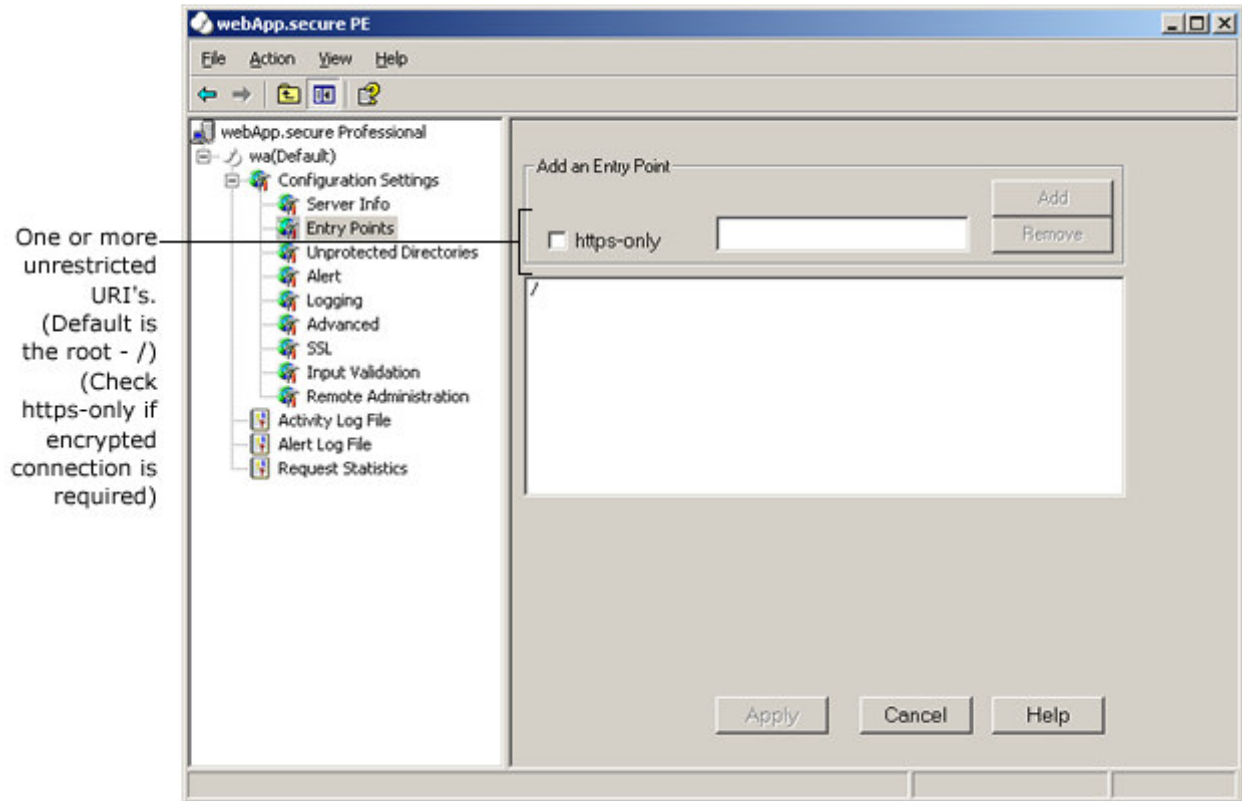 webApp.secure PE
File Action View Help
webApp.secure Professional
wa(Default)
Configuration Settings
Server Info
Entry Points
Unprotected Directories
Alert
Logging
Advanced
SSL
Input Validation
Remote Administration
Activity Log File
Alert Log File
Request Statistics
One or more
unrestricted
URI's.
(Default is
the root - /)
(Check
https-only if
encrypted
connection is
required)
Add an Entry Point
https-only
Add
Remove
/
Apply Cancel Help